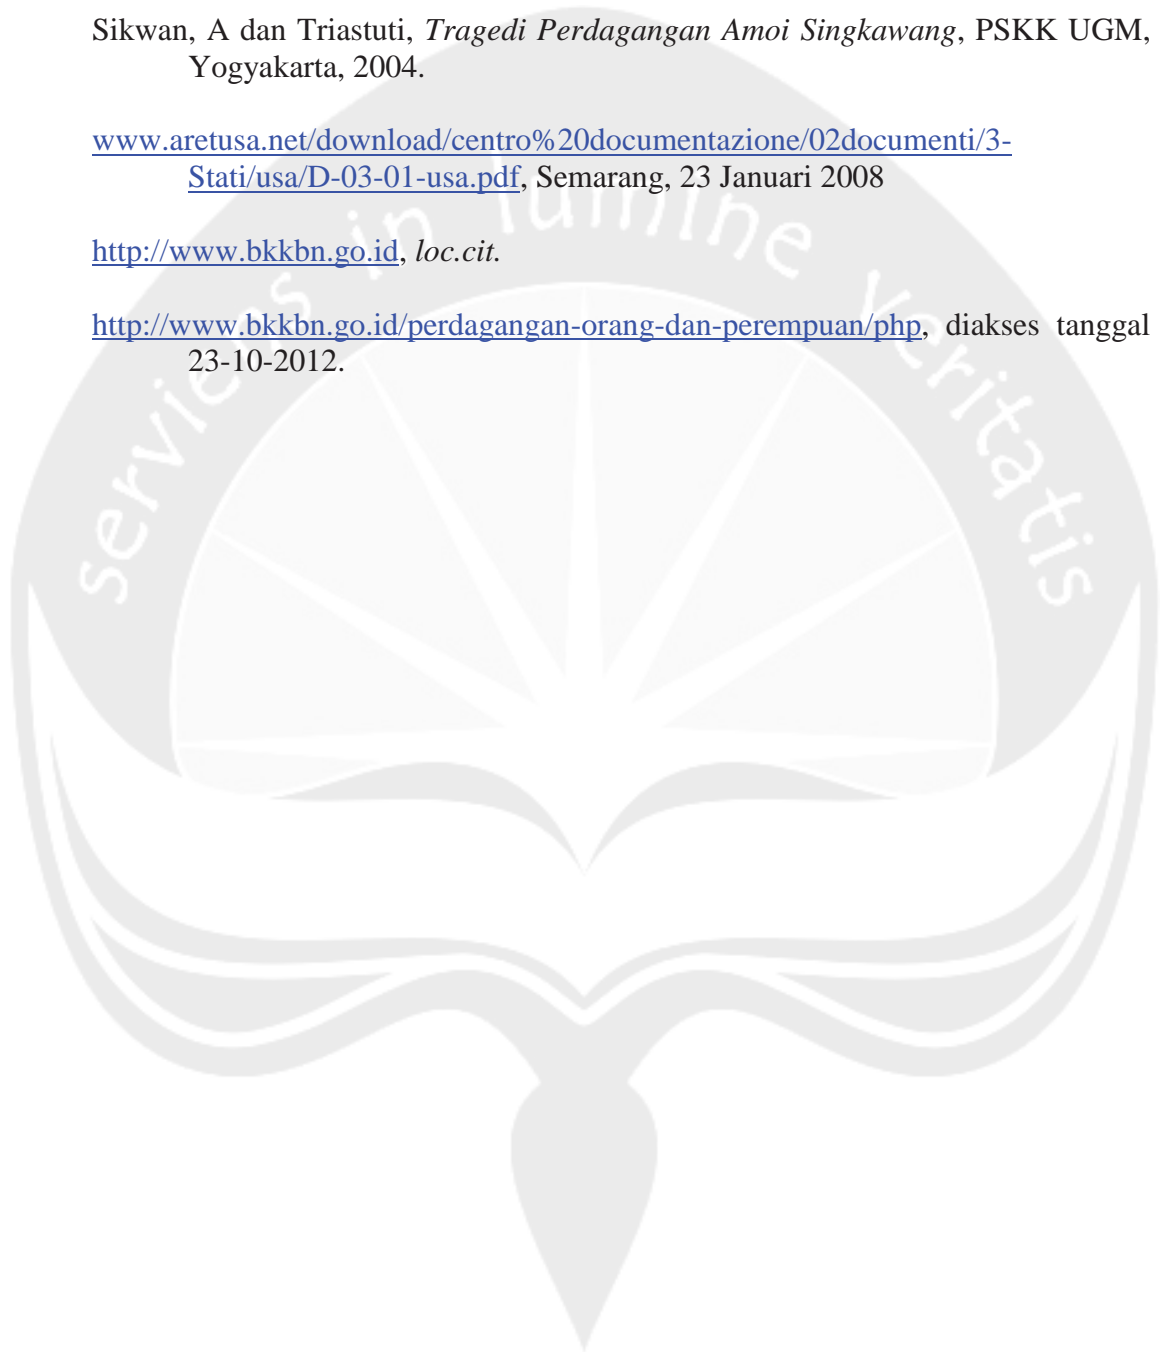 Sikwan, A dan Triastuti, Tragedi Perdagangan Amoi Singkawang, PSKK UGM,
Yogyakarta, 2004.
www.aretusa.net/download/centro%20documentazione/02documenti/3-
Stati/usa/D-03-01-usa.pdf, Semarang, 23 Januari 2008
http://www.bkkbn.go.id, loc.cit.
http://www.bkkbn.go.id/perdagangan-orang-dan-perempuan/php, diakses tanggal
23-10-2012.
serviens in lumine veritatis